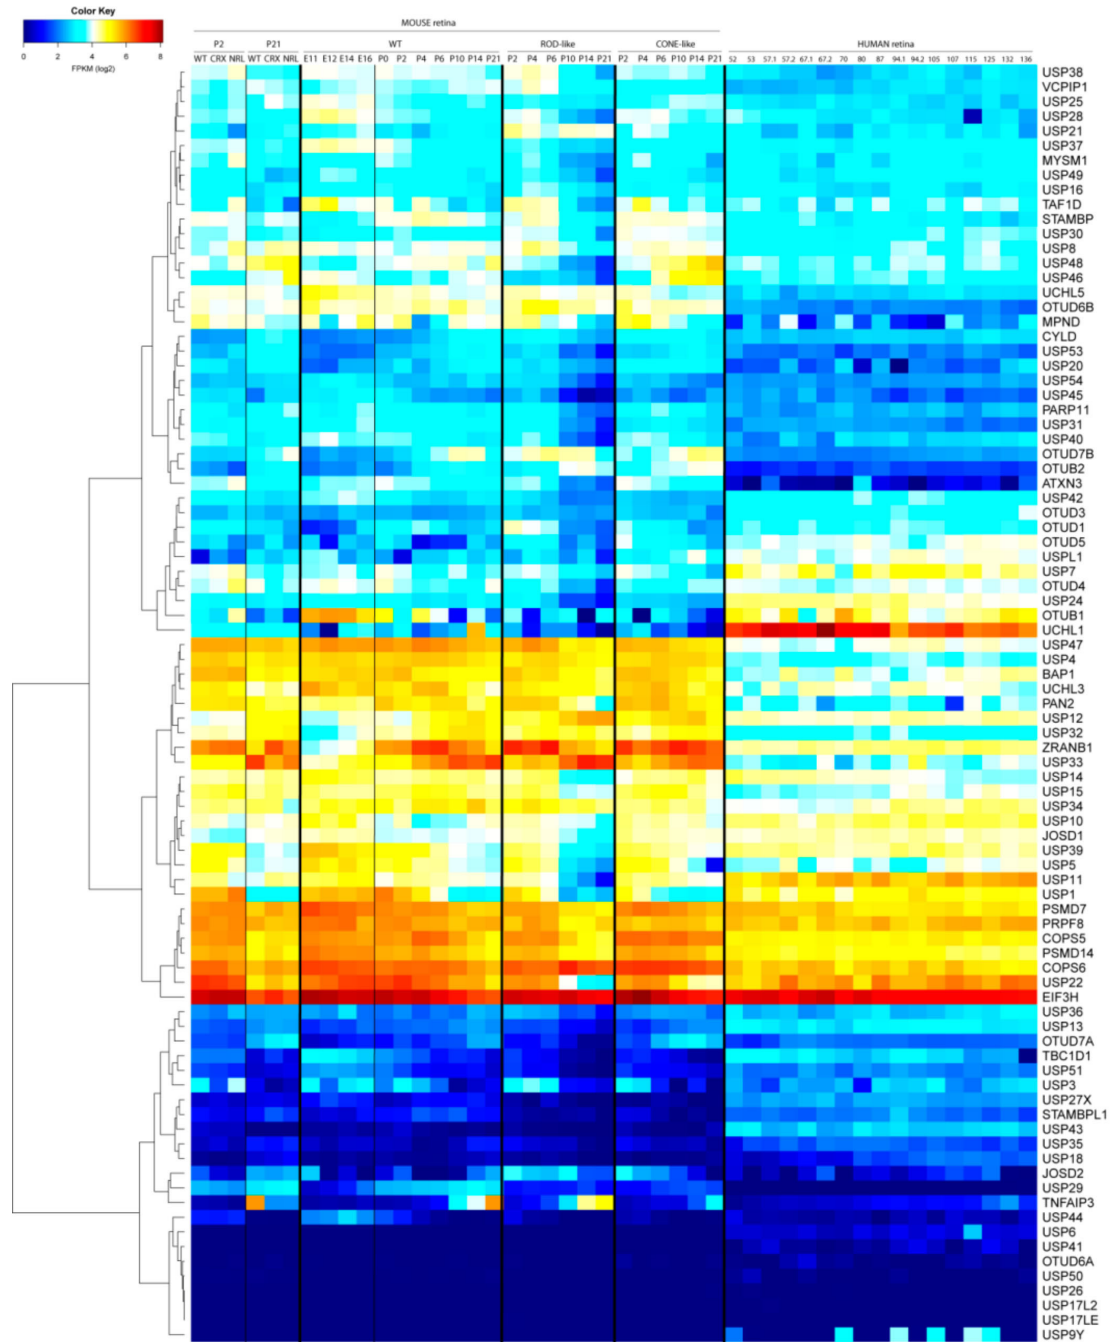 Color Key
0 2 4 6 8
FPKM (log2)
MOUSE retina
P2 P21 WT ROD-like CONE-like HUMAN retina
WT CRX NRL WT CRX NRL E11 E12 E14 E16 P0 P2 P4 P6 P10 P14 P21 P2 P4 P6 P10 P14 P21 P2 P4 P6 P10 P14 P21 52 53 57.1 57.2 67.1 67.2 70 80 87 94.1 94.2 105 107 115 125 132 136
USP38
VCPIP1
USP25
USP28
USP21
USP37
MYSM1
USP49
USP16
TAF1D
STAMBP
USP30
USP8
USP48
USP46
UCHL5
OTUD6B
MPND
CYLD
USP53
USP20
USP54
USP45
PARP11
USP31
USP40
OTUD7B
OTUB2
ATXN3
USP42
OTUD3
OTUD1
OTUD5
USPL1
USP7
OTUD4
USP24
OTUB1
UCHL1
USP47
USP4
BAP1
UCHL3
PAN2
USP12
USP32
ZRANB1
USP33
USP14
USP15
USP34
USP10
JOSD1
USP39
USP5
USP11
USP1
PSMD7
PRPF8
COPS5
PSMD14
COPS6
USP22
EIF3H
USP36
USP13
OTUD7A
TBC1D1
USP51
USP3
USP27X
STAMBPL1
USP43
USP35
USP18
JOSD2
USP29
TNFAIP3
USP44
USP6
USP41
OTUD6A
USP50
USP26
USP17L2
USP17LE
USP9Y